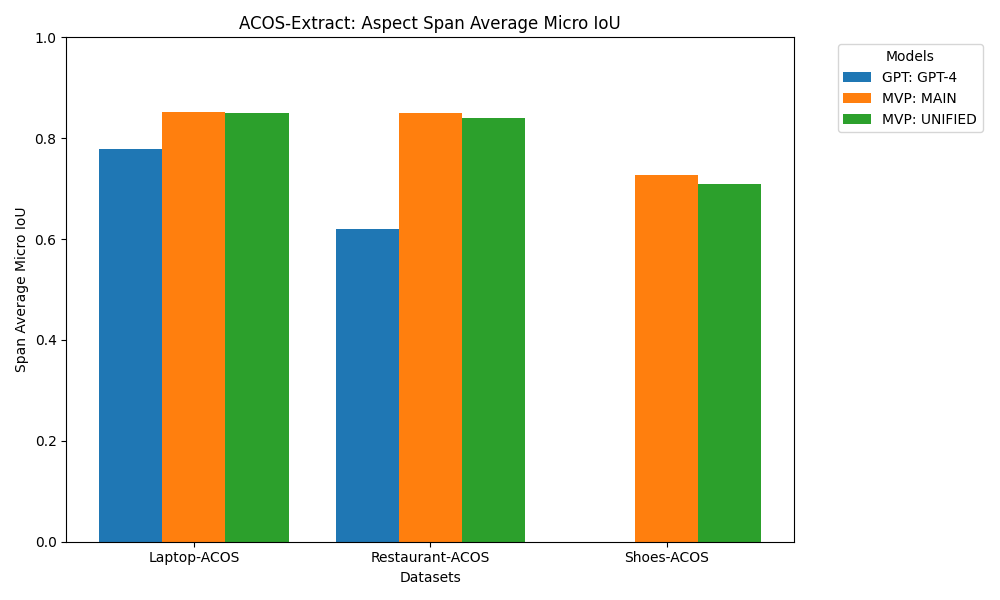 ACOS-Extract: Aspect Span Average Micro IoU
Models
GPT: GPT-4
MVP: MAIN
MVP: UNIFIED
Span Average Micro IoU
1.0
0.8
0.6
0.4
0.2
0.0
Laptop-ACOS
Restaurant-ACOS
Shoes-ACOS
Datasets